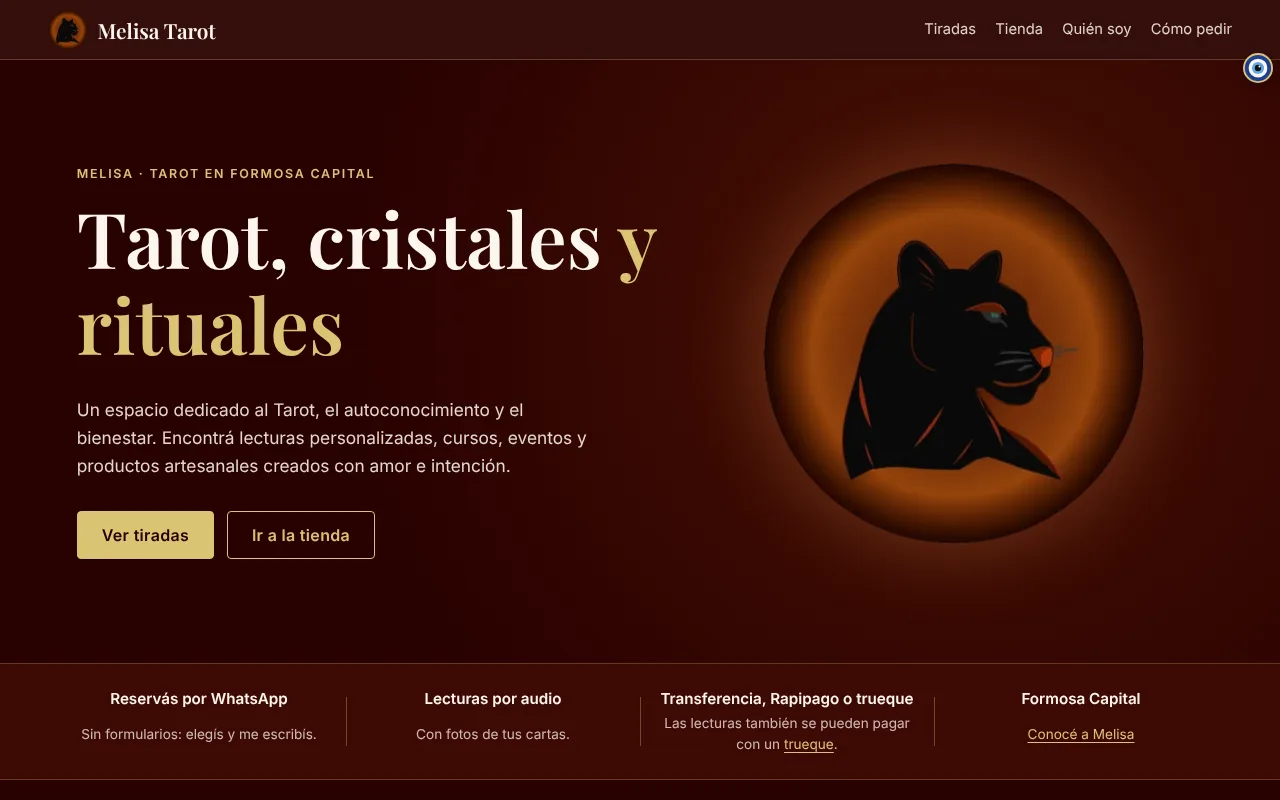 Melisa Tarot
Tiradas
Tienda
Quién soy
Cómo pedir
MELISA · TAROT EN FORMOSA CAPITAL
Tarot, cristales y
rituales
Un espacio dedicado al Tarot, el autoconocimiento y el
bienestar. Encontrá lecturas personalizadas, cursos, eventos y
productos artesanales creados con amor e intención.
Ver tiradas
Ir a la tienda
Reservás por WhatsApp
Sin formularios: elegís y me escribís.
Lecturas por audio
Con fotos de tus cartas.
Transferencia, Rapipago o trueque
Las lecturas también se pueden pagar
con un trueque.
Formosa Capital
Conocé a Melisa